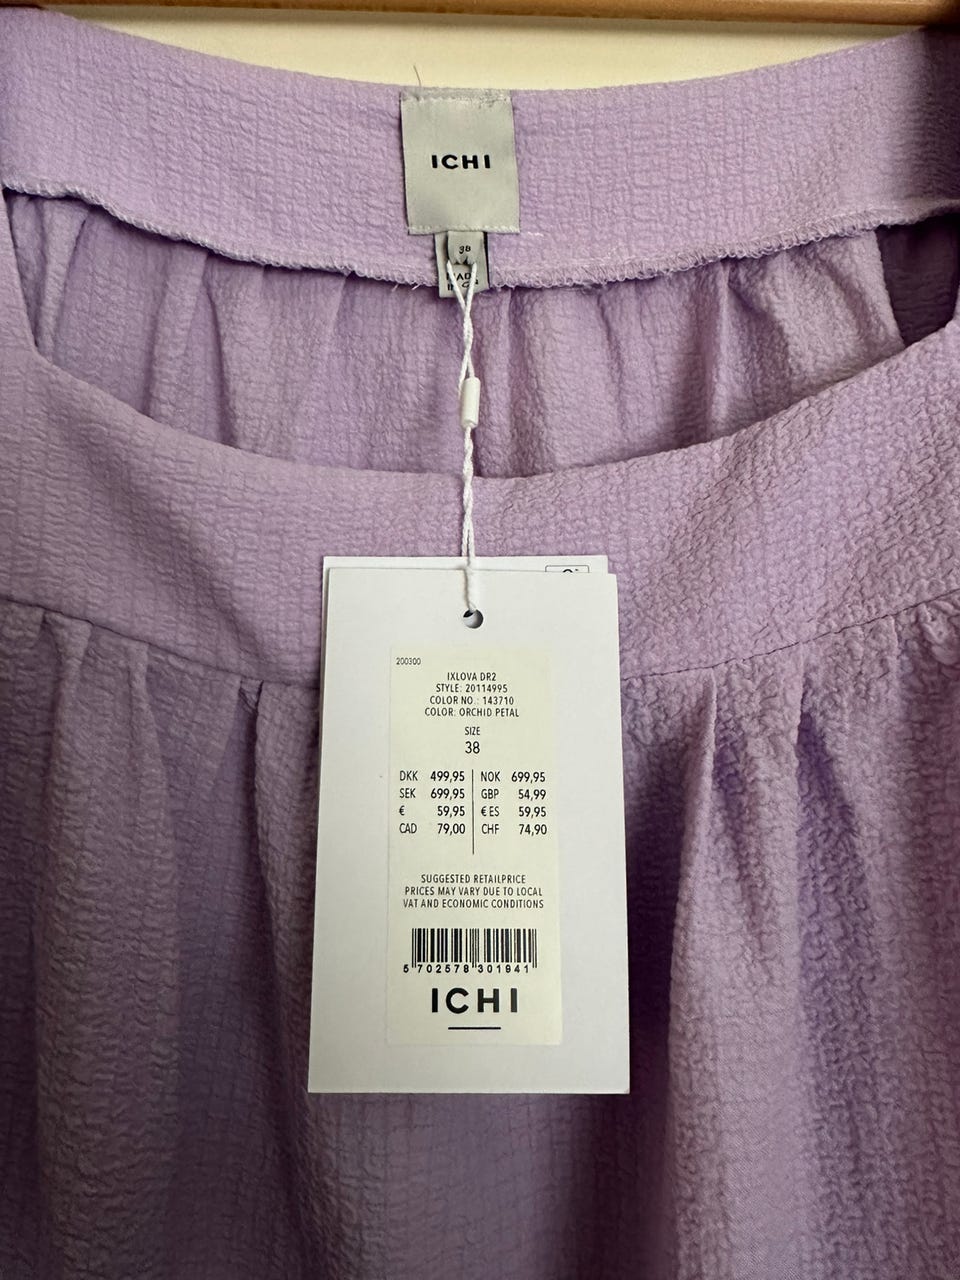 ICHI
38
MADE
200300
IXLOVA DR2
STYLE: 20114995
COLOR NO.: 143710
COLOR: ORCHID PETAL
SIZE
38
DKK 499,95 NOK 699,95
SEK 699,95 GBP 54,99
€ 59,95 € ES 59,95
CAD 79,00 CHF 74,90
SUGGESTED RETAILPRICE
PRICES MAY VARY DUE TO LOCAL
VAT AND ECONOMIC CONDITIONS
5 702578 301941
ICHI